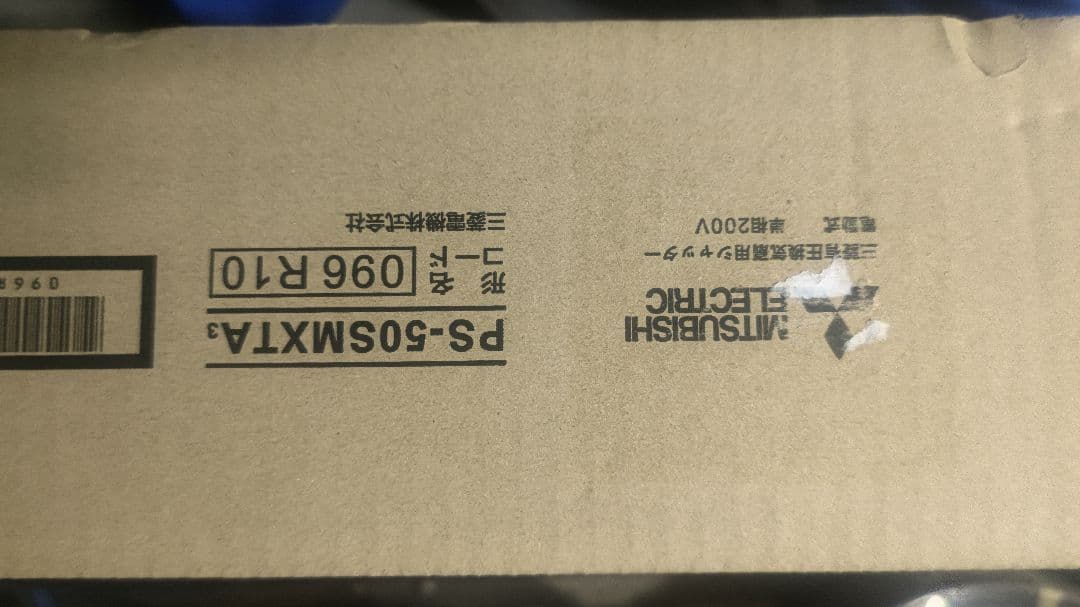 MITSUBISHI
ELECTRIC
三菱有圧換気扇用シャッター
電動式 単相200V
PS-50SMXTA3
形名
コード
096 R10
三菱電機株式会社
096R